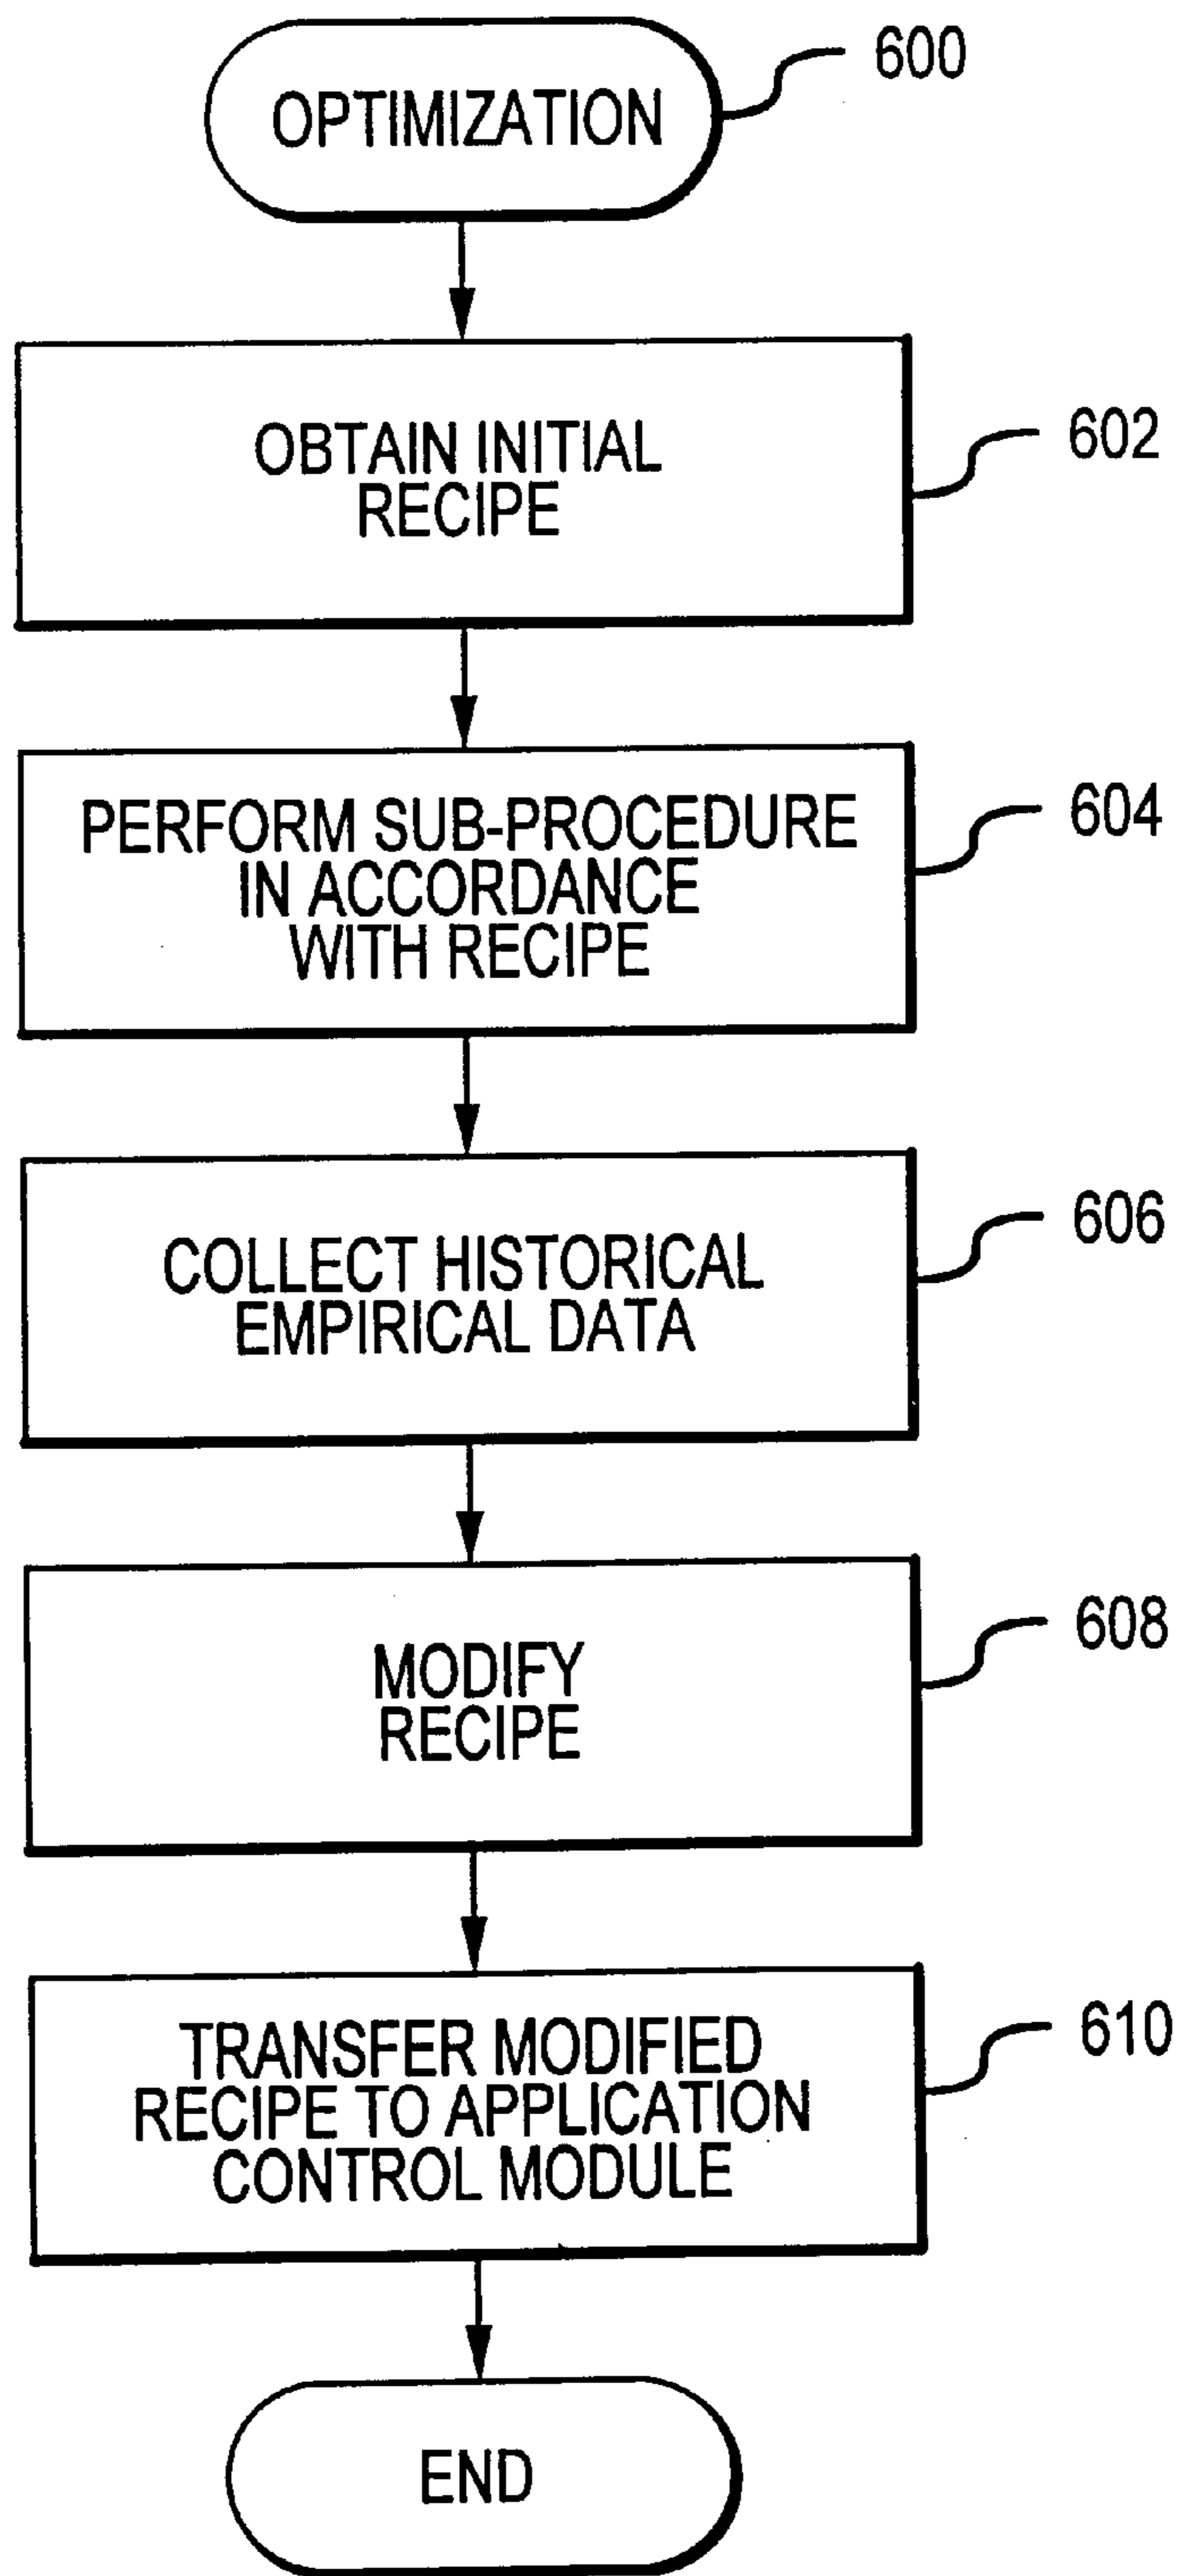 OPTIMIZATION
600
OBTAIN INITIAL
RECIPE
602
PERFORM SUB-PROCEDURE
IN ACCORDANCE
WITH RECIPE
604
COLLECT HISTORICAL
EMPIRICAL DATA
606
MODIFY
RECIPE
608
TRANSFER MODIFIED
RECIPE TO APPLICATION
CONTROL MODULE
610
END